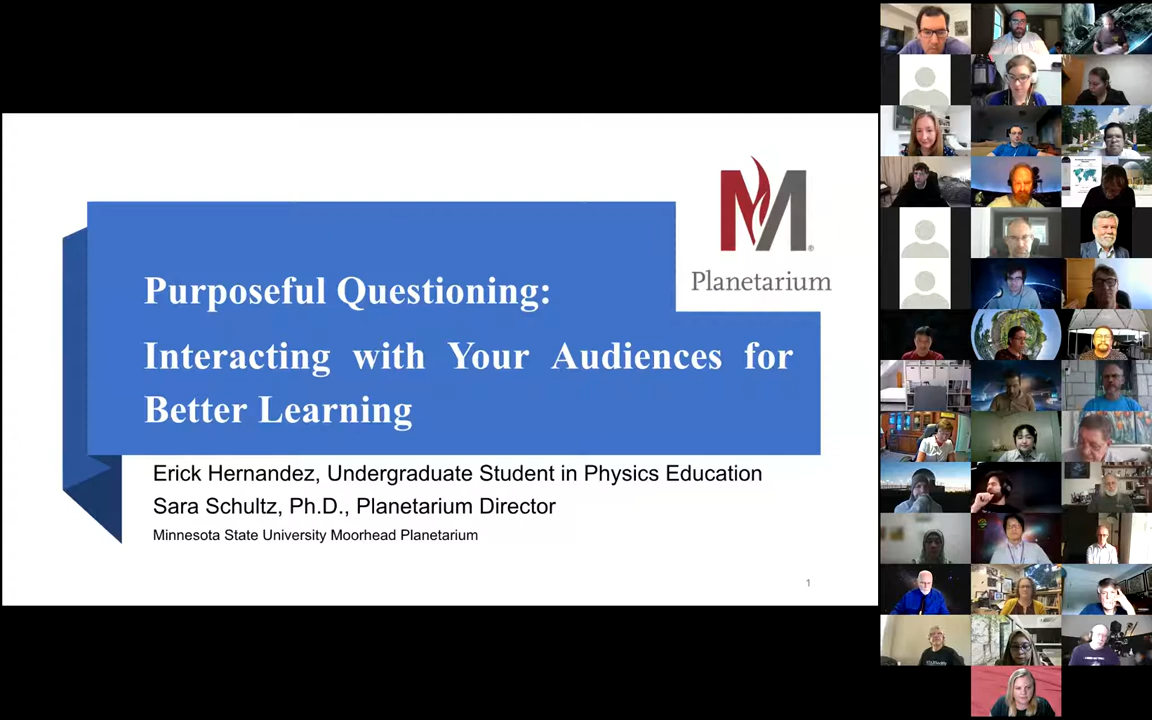 M
®
Planetarium
Purposeful Questioning:
Interacting with Your Audiences for
Better Learning
Erick Hernandez, Undergraduate Student in Physics Education
Sara Schultz, Ph.D., Planetarium Director
Minnesota State University Moorhead Planetarium
1